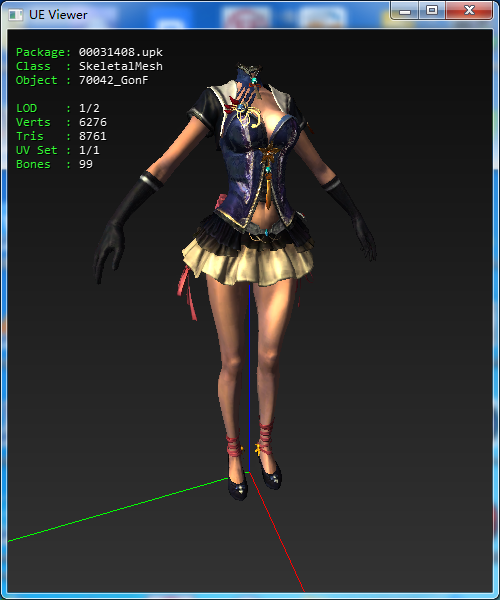 UE Viewer
Package: 00031408.upk
Class : SkeletalMesh
Object : 70042_GonF
LOD : 1/2
Verts : 6276
Tris : 8761
UV Set : 1/1
Bones : 99